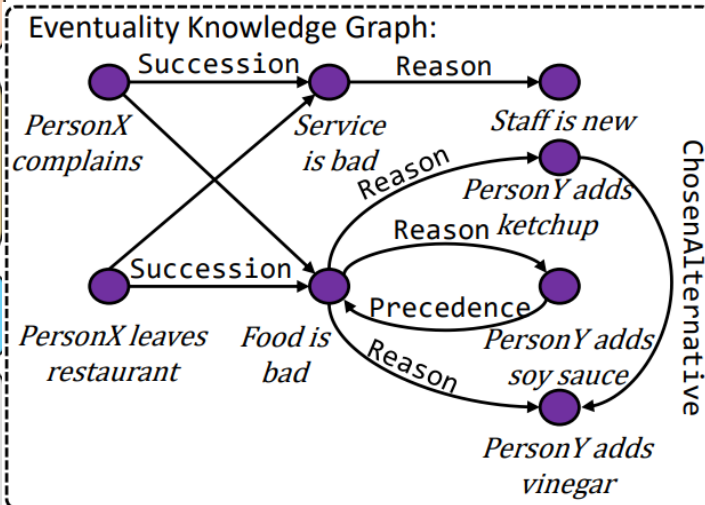 Eventuality Knowledge Graph:
Succession
Reason
PersonX
complains
Service
is bad
Staff is new
Reason
PersonY adds
ketchup
ChosenAlternative
Reason
Succession
Precedence
PersonX leaves
restaurant
Food is
bad
PersonY adds
soy sauce
Reason
PersonY adds
vinegar